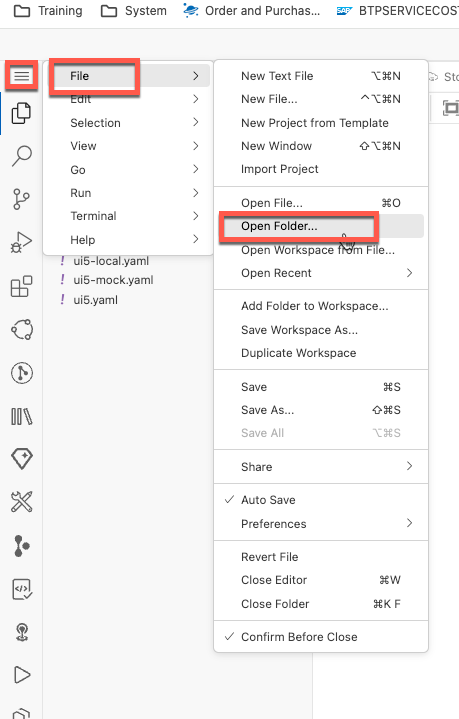 Training
System
Order and Purchas...
SAP
BTPSERVICECOST
File
Edit
Selection
View
Go
Run
Terminal
Help
New Text File ⌥⌘N
New File... ^⌥⌘N
New Project from Template
New Window ⇧⌥⌘N
Import Project
Open File... ⌘O
Open Folder...
Open Workspace from File...
Open Recent
Add Folder to Workspace...
Save Workspace As...
Duplicate Workspace
Save ⌘S
Save As... ⇧⌘S
Save All ⌥⌘S
Share
✓ Auto Save
Preferences
Revert File
Close Editor ⌘W
Close Folder ⌘K F
✓ Confirm Before Close
! ui5-local.yaml
! ui5-mock.yaml
! ui5.yaml